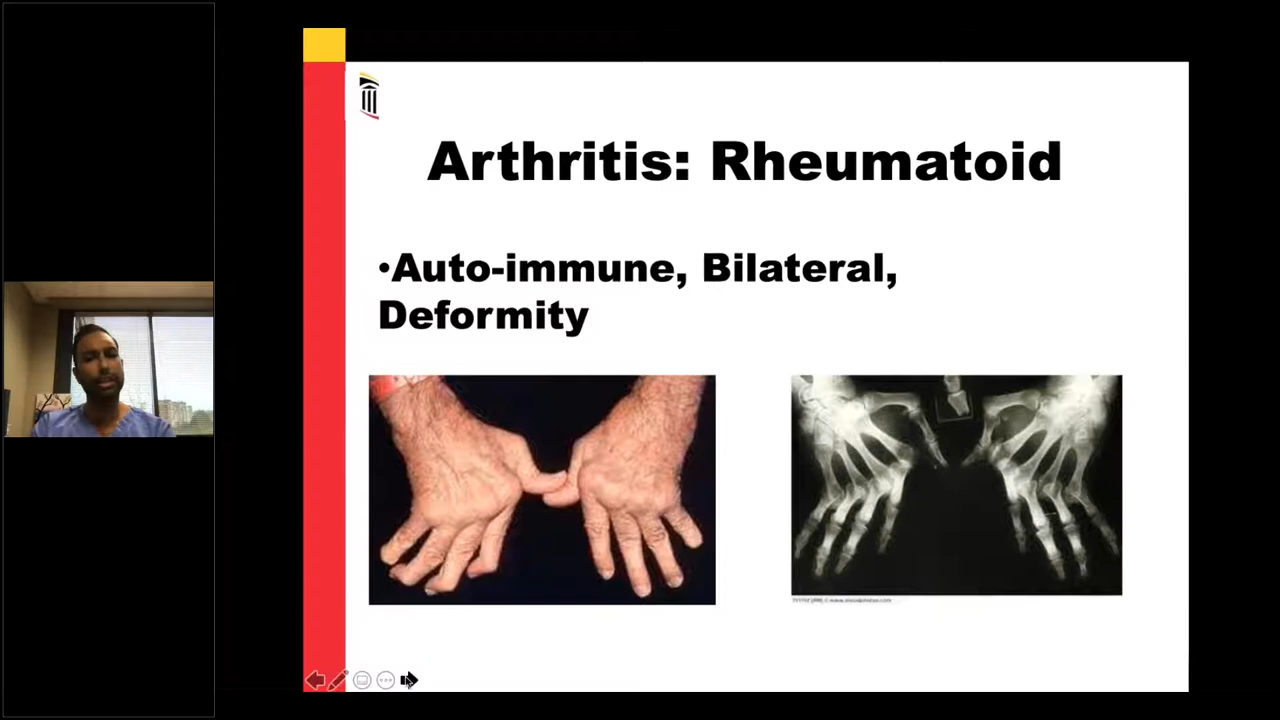 Arthritis: Rheumatoid
•Auto-immune, Bilateral,
Deformity